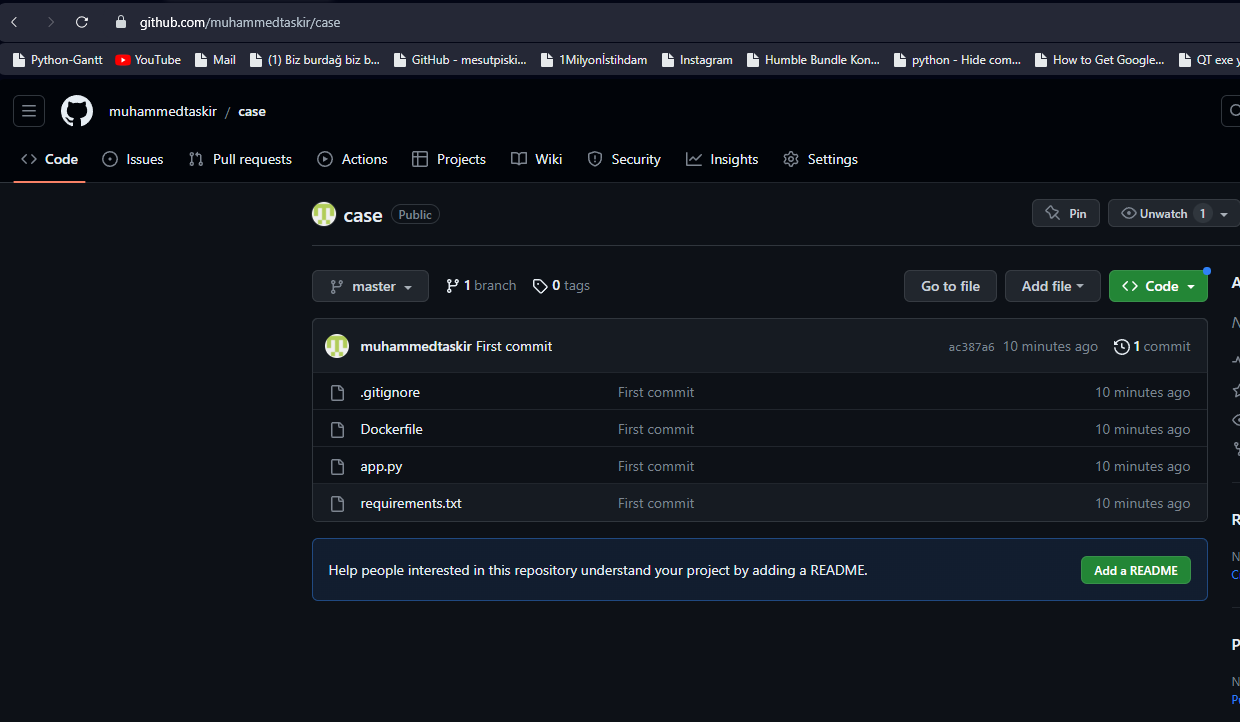 github.com/muhammedtaskir/case
Python-Gantt YouTube Mail (1) Biz burdağ biz b... GitHub - mesutpiski... 1Milyonİstihdam Instagram Humble Bundle Kon... python - Hide com... How to Get Google... QT exe y
muhammedtaskir / case
Code Issues Pull requests Actions Projects Wiki Security Insights Settings
case Public Pin Unwatch 1
master 1 branch 0 tags Go to file Add file Code
muhammedtaskir First commit ac387a6 10 minutes ago 1 commit
.gitignore First commit 10 minutes ago
Dockerfile First commit 10 minutes ago
app.py First commit 10 minutes ago
requirements.txt First commit 10 minutes ago
Help people interested in this repository understand your project by adding a README. Add a README